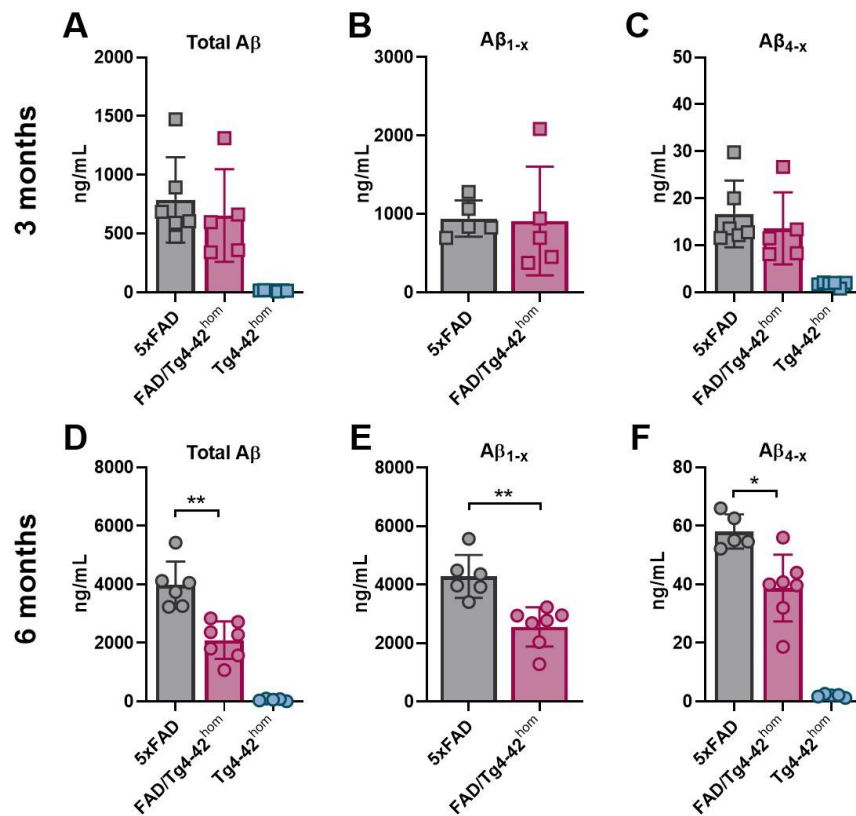 A
Total Aβ
2000
1500
1000
500
0
ng/mL
5xFAD
FAD/Tg4-42hom
Tg4-42hom
B
Aβ1-x
3000
2000
1000
0
ng/mL
5xFAD
FAD/Tg4-42hom
C
Aβ4-x
50
40
30
20
10
0
ng/mL
5xFAD
FAD/Tg4-42hom
Tg4-42hon
3 months
D
Total Aβ
8000
6000
4000
2000
0
ng/mL
**
5xFAD
FAD/Tg4-42hom
Tg4-42hom
E
Aβ1-x
8000
6000
4000
2000
0
ng/mL
**
5xFAD
FAD/Tg4-42hom
F
Aβ4-x
80
60
40
20
0
ng/mL
*
5xFAD
FAD/Tg4-42hom
Tg4-42hom
6 months